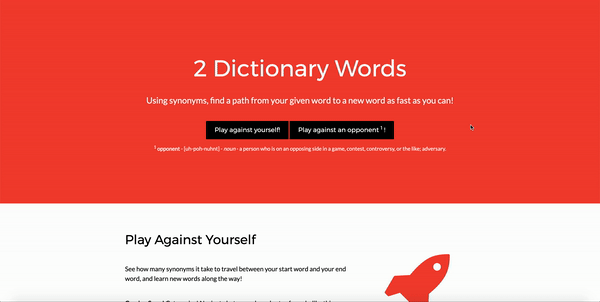 2 Dictionary Words
Using synonyms, find a path from your given word to a new word as fast as you can!
Play against yourself! Play against an opponent 1 !
1 opponent - [uh-poh-nuhnt] - noun - a person who is on an opposing side in a game, contest, controversy, or the like; adversary.
Play Against Yourself
See how many synonyms it take to travel between your start word and your end
word, and learn new words along the way!